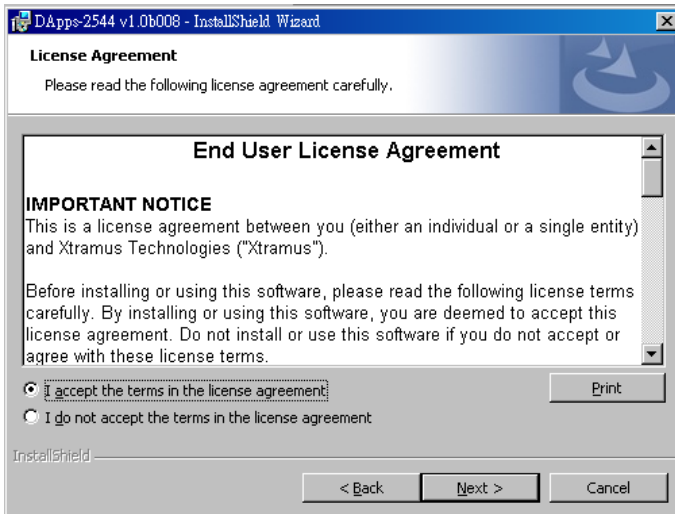 DApps-2544 v1.0b008 - InstallShield Wizard
License Agreement
Please read the following license agreement carefully.
End User License Agreement
IMPORTANT NOTICE
This is a license agreement between you (either an individual or a single entity)
and Xtramus Technologies ("Xtramus").
Before installing or using this software, please read the following license terms
carefully. By installing or using this software, you are deemed to accept this
license agreement. Do not install or use this software if you do not accept or
agree with these license terms.
I accept the terms in the license agreement
Print
I do not accept the terms in the license agreement
InstallShield
< Back
Next >
Cancel